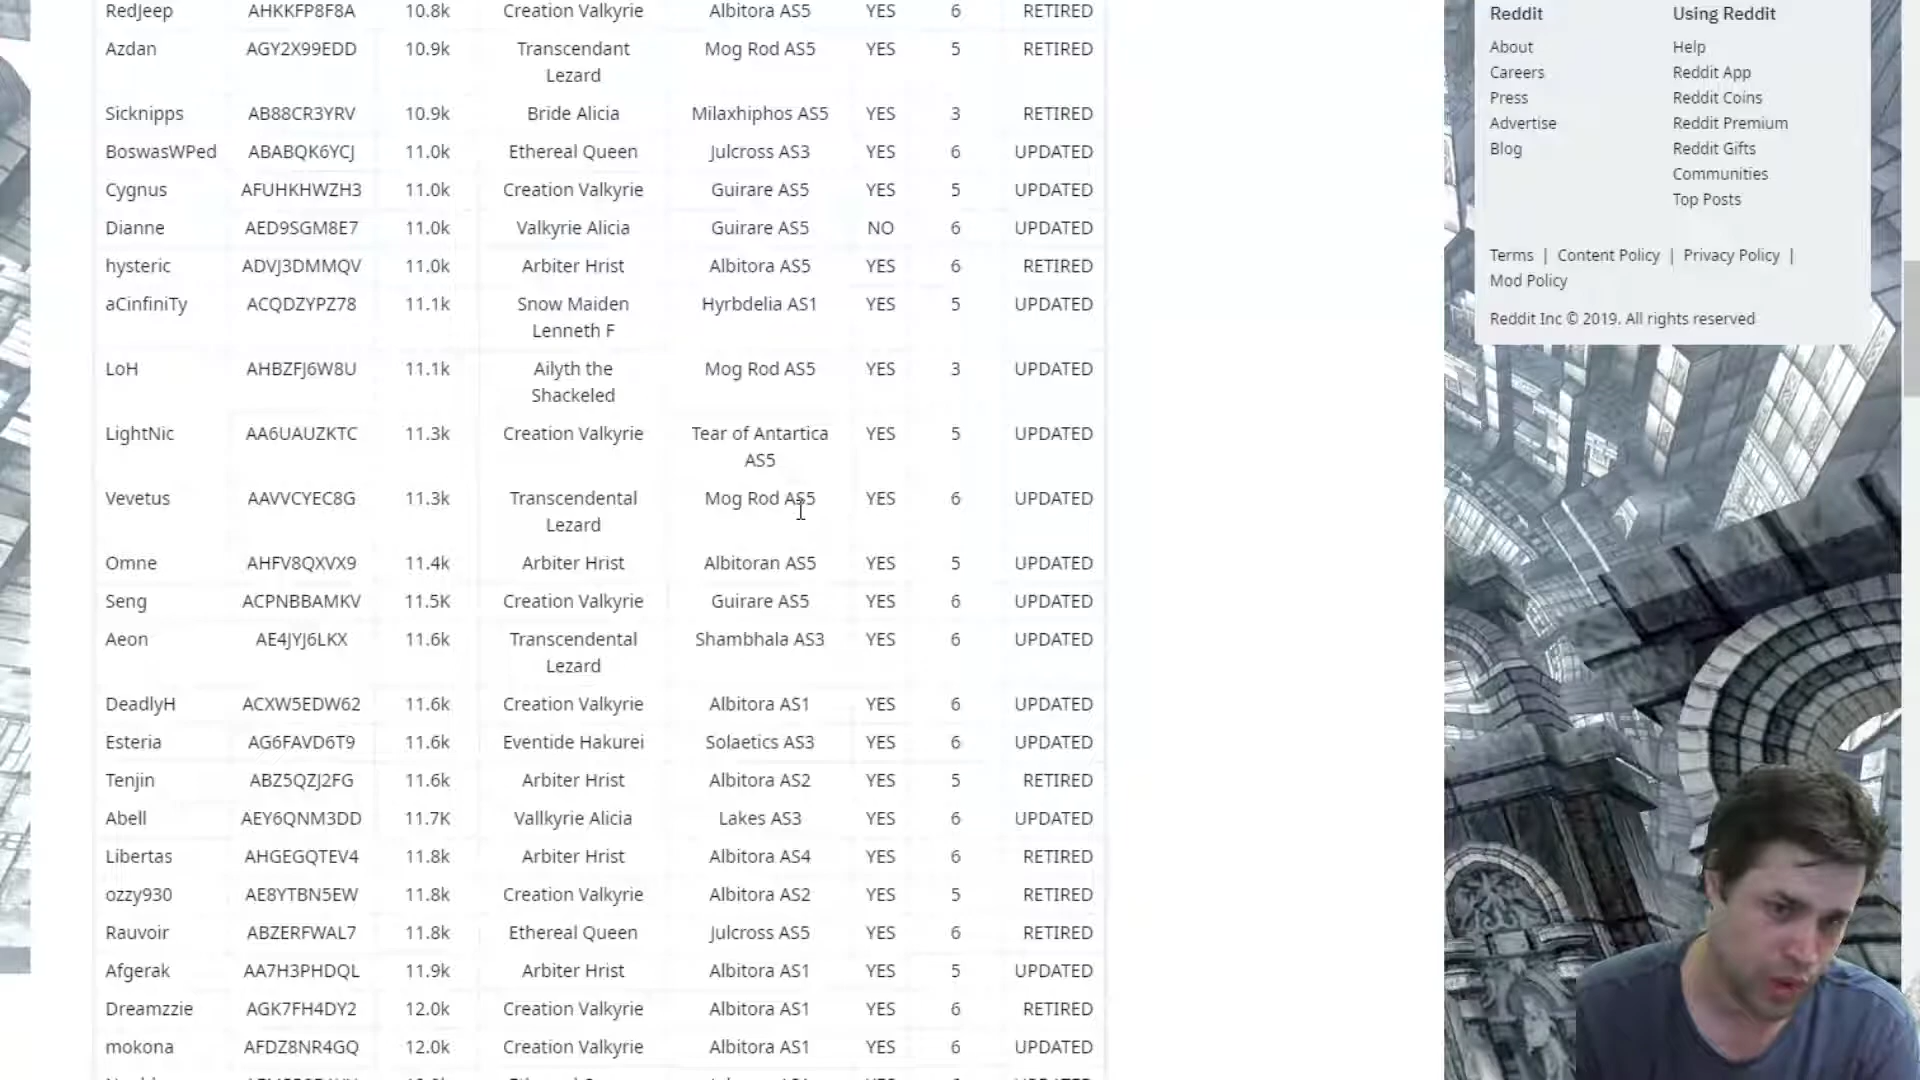 RedJeep AHKKFP8F8A 10.8k Creation Valkyrie Albitora AS5 YES 6 RETIRED
Azdan AGY2X99EDD 10.9k Transcendant Lezard Mog Rod AS5 YES 5 RETIRED
Sicknipps AB88CR3YRV 10.9k Bride Alicia Milaxhiphos AS5 YES 3 RETIRED
BoswasWPed ABABQK6YCJ 11.0k Ethereal Queen Julcross AS3 YES 6 UPDATED
Cygnus AFUHKHWZH3 11.0k Creation Valkyrie Guirare AS5 YES 5 UPDATED
Dianne AED9SGM8E7 11.0k Valkyrie Alicia Guirare AS5 NO 6 UPDATED
hysteric ADVJ3DMMQV 11.0k Arbiter Hrist Albitora AS5 YES 6 RETIRED
aCinfiniTy ACQDZYPZ78 11.1k Snow Maiden Lenneth F Hyrbdelia AS1 YES 5 UPDATED
LoH AHBZFJ6W8U 11.1k Ailyth the Shackeled Mog Rod AS5 YES 3 UPDATED
LightNic AA6UAUZKTC 11.3k Creation Valkyrie Tear of Antartica AS5 YES 5 UPDATED
Vevetus AAVVCYEC8G 11.3k Transcendental Lezard Mog Rod AS5 YES 6 UPDATED
Omne AHFV8QXVX9 11.4k Arbiter Hrist Albitoran AS5 YES 5 UPDATED
Seng ACPNBBAMKV 11.5K Creation Valkyrie Guirare AS5 YES 6 UPDATED
Aeon AE4JYJ6LKX 11.6k Transcendental Lezard Shambhala AS3 YES 6 UPDATED
DeadlyH ACXW5EDW62 11.6k Creation Valkyrie Albitora AS1 YES 6 UPDATED
Esteria AG6FAVD6T9 11.6k Eventide Hakurei Solaetics AS3 YES 6 UPDATED
Tenjin ABZ5QZJ2FG 11.6k Arbiter Hrist Albitora AS2 YES 5 RETIRED
Abell AEY6QNM3DD 11.7K Vallkyrie Alicia Lakes AS3 YES 6 UPDATED
Libertas AHGEGQTEV4 11.8k Arbiter Hrist Albitora AS4 YES 6 RETIRED
ozzy930 AE8YTBN5EW 11.8k Creation Valkyrie Albitora AS2 YES 5 RETIRED
Rauvoir ABZERFWAL7 11.8k Ethereal Queen Julcross AS5 YES 6 RETIRED
Afgerak AA7H3PHDQL 11.9k Arbiter Hrist Albitora AS1 YES 5 UPDATED
Dreamzzie AGK7FH4DY2 12.0k Creation Valkyrie Albitora AS1 YES 6 RETIRED
mokona AFDZ8NR4GQ 12.0k Creation Valkyrie Albitora AS1 YES 6 UPDATED
Reddit Using Reddit
About Help
Careers Reddit App
Press Reddit Coins
Advertise Reddit Premium
Blog Reddit Gifts
Communities
Top Posts
Terms | Content Policy | Privacy Policy |
Mod Policy
Reddit Inc © 2019. All rights reserved